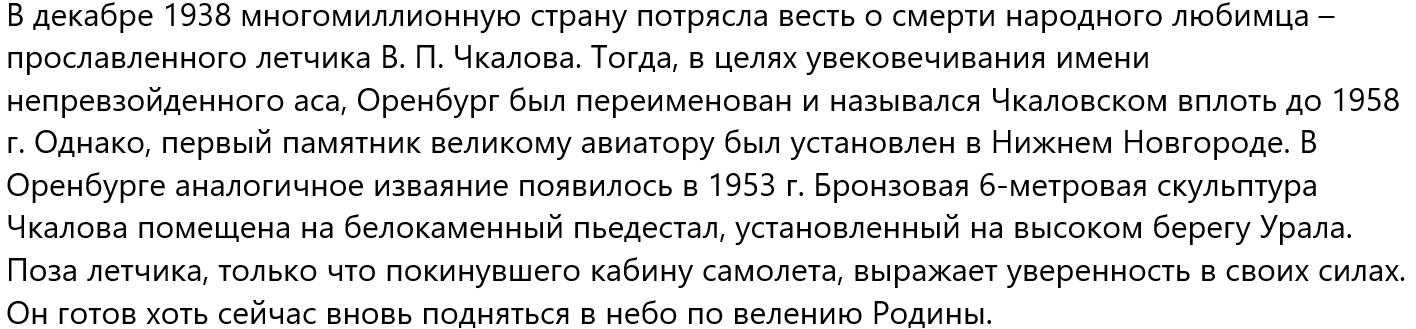 В декабре 1938 многомиллионную страну потрясла весть о смерти народного любимца –
прославленного летчика В. П. Чкалова. Тогда, в целях увековечивания имени
непревзойденного аса, Оренбург был переименован и назывался Чкаловском вплоть до 1958
г. Однако, первый памятник великому авиатору был установлен в Нижнем Новгороде. В
Оренбурге аналогичное изваяние появилось в 1953 г. Бронзовая 6-метровая скульптура
Чкалова помещена на белокаменный пьедестал, установленный на высоком берегу Урала.
Поза летчика, только что покинувшего кабину самолета, выражает уверенность в своих силах.
Он готов хоть сейчас вновь подняться в небо по велению Родины.